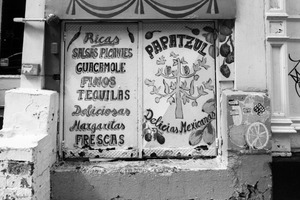 Ricas
SALSAS PICANTES
GUACAMOLE
FINOS
TEQUILAS
Deliciosas
Margaritas
FRESCAS
PAPATZUL
Delicias Mexicanas